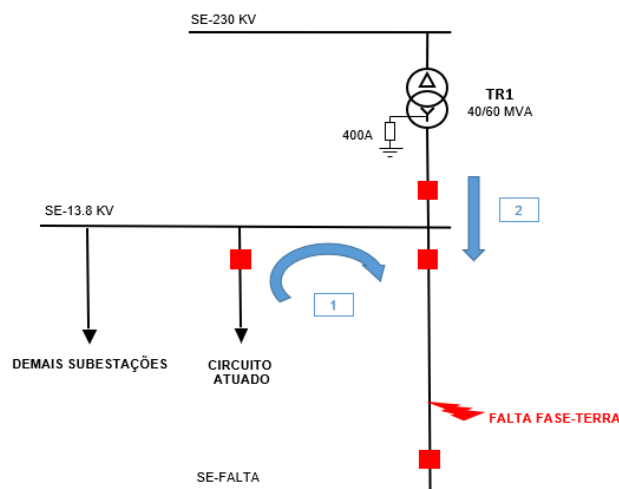 SE-230 KV
TR1
40/60 MVA
400A
SE-13.8 KV
2
1
DEMAIS SUBESTAÇÕES
CIRCUITO
ATUADO
FALTA FASE-TERRA
SE-FALTA